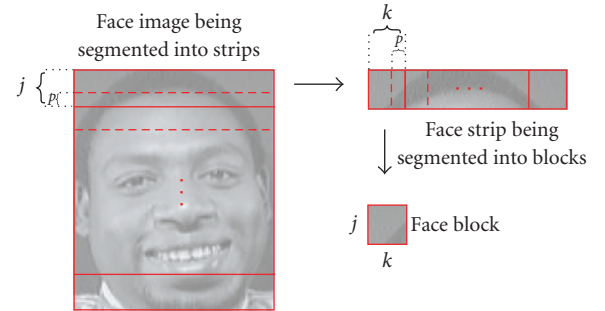 Face image being
segmented into strips
j
p
k
p
Face strip being
segmented into blocks
j
Face block
k